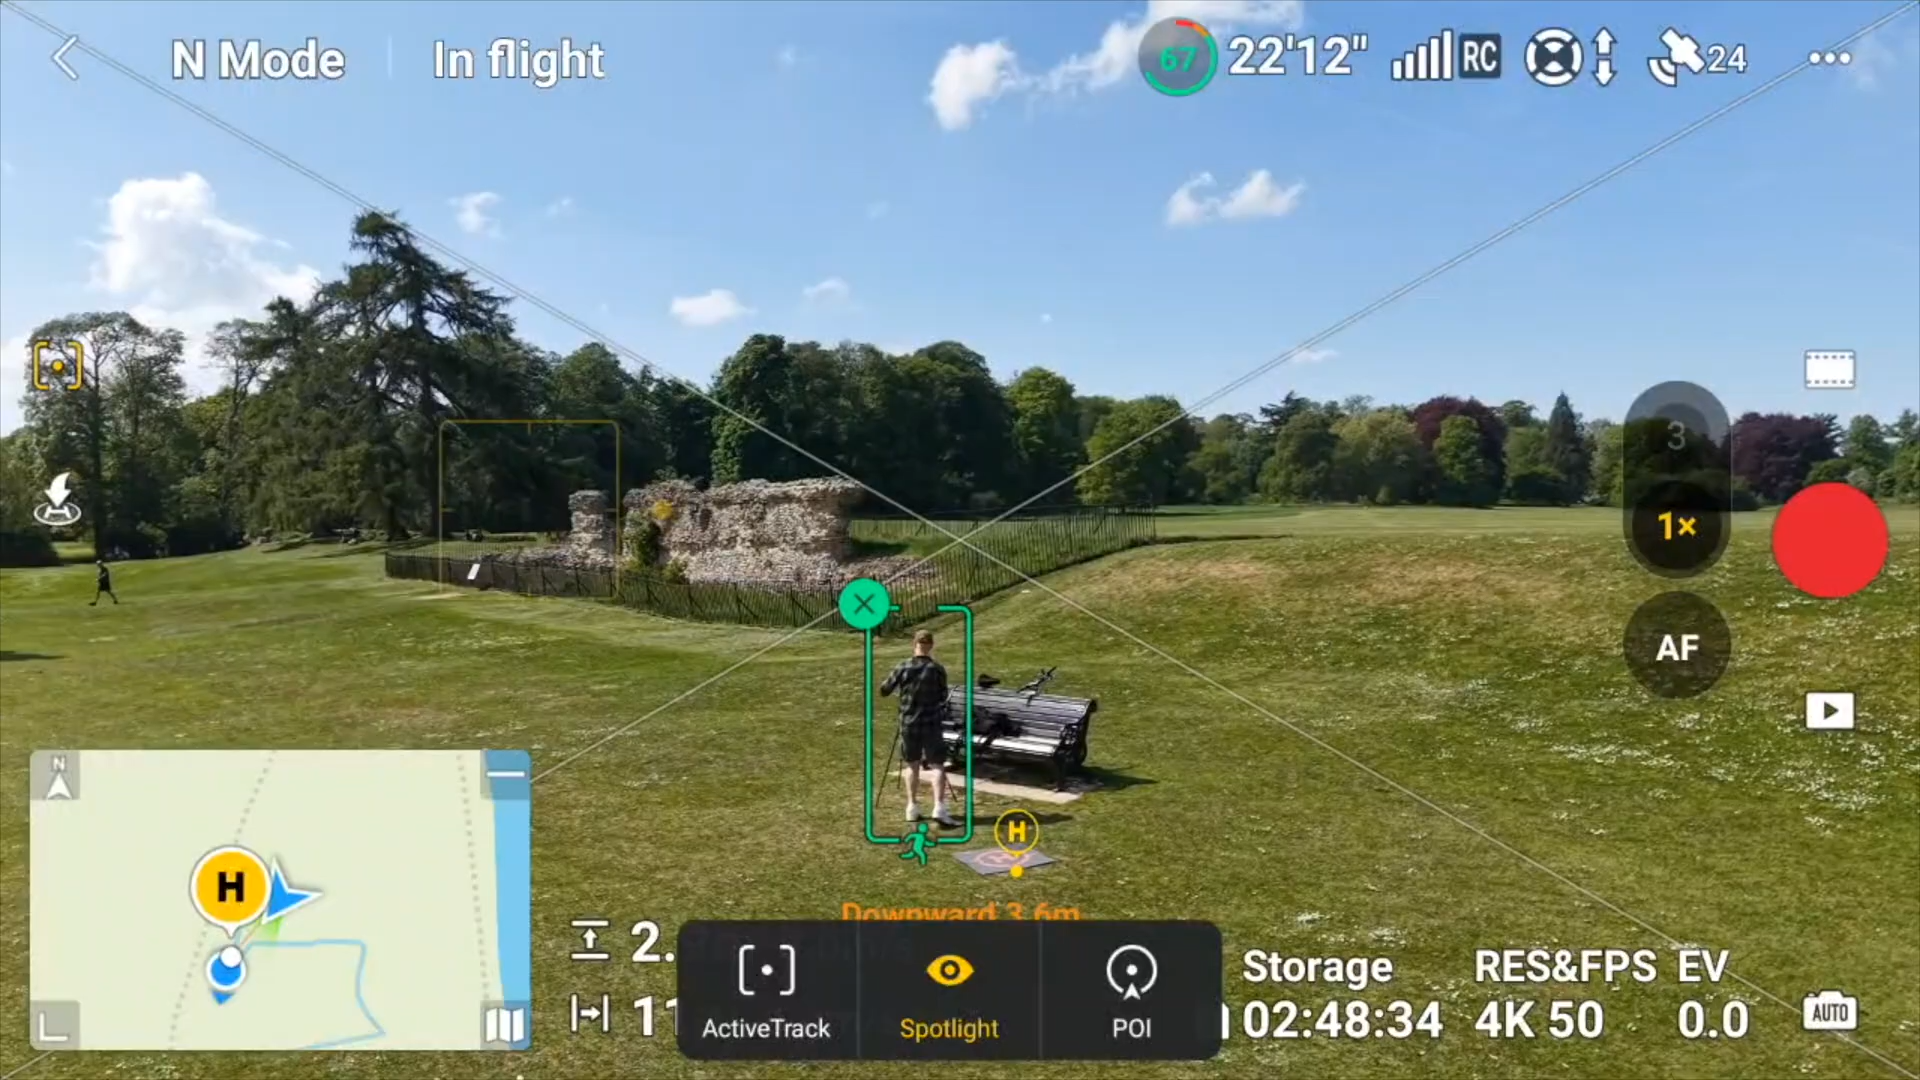 N Mode
In flight
67
22'12"
RC
24
3
1×
AF
N
H
H
Downward 3.6m
2.
11
ActiveTrack
Spotlight
POI
Storage
02:48:34
RES&FPS
4K 50
EV
0.0
AUTO